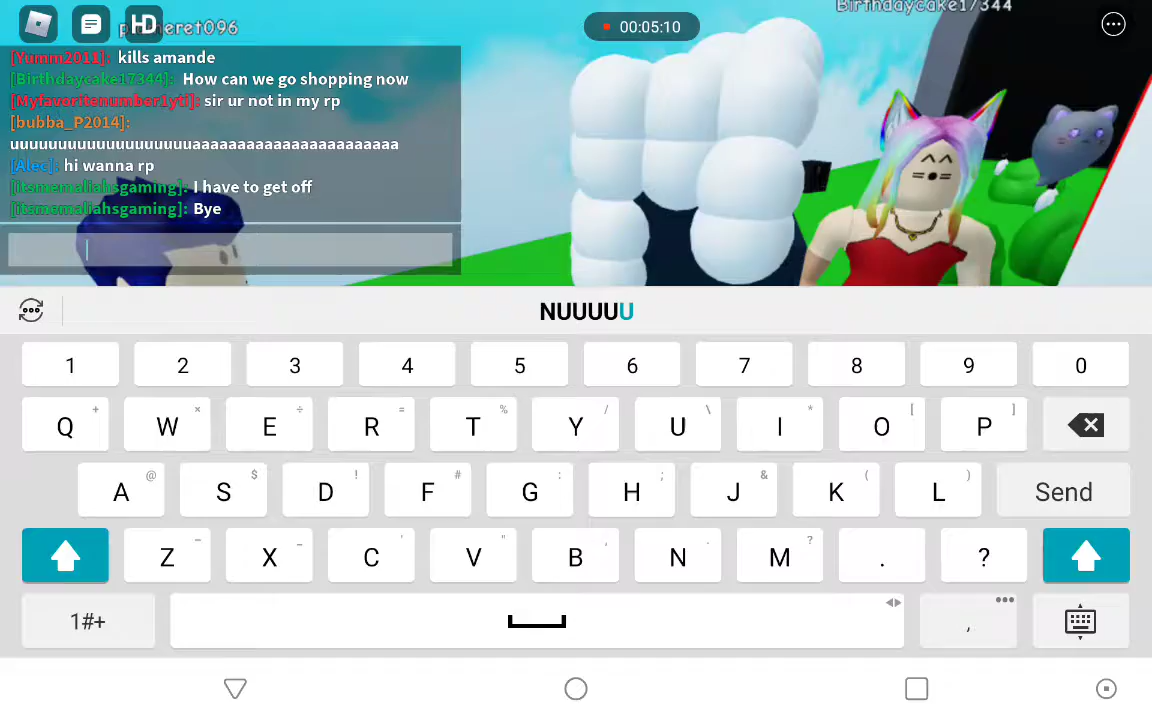 HD
Birthdaycake17344
00:05:10
[Yumm2011]: kills amande
[Birthdaycake17344]: How can we go shopping now
[Myfavoritenumber1yti]: sir ur not in my rp
[bubba_P2014]:
uuuuuuuuuuuuuuuuuuaaaaaaaaaaaaaaaaaaaaa
[Alec]: hi wanna rp
[itsmemaliahsgaming]: I have to get off
[itsmemaliahsgaming]: Bye
NUUUUU
1 2 3 4 5 6 7 8 9 0
Q + W × E ÷ R = T % Y / U \ I * O [ P ]
A @ S $ D ! F # G : H ; J & K ( L ) Send
Z - X _ C ' V " B , N . M ? . ?
1#+ ,